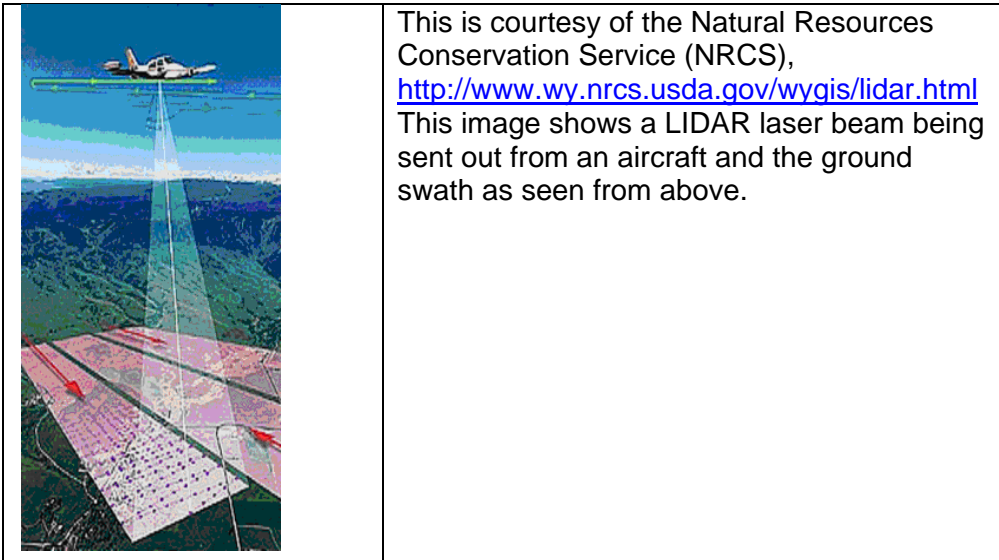 This is courtesy of the Natural Resources
Conservation Service (NRCS),
http://www.wy.nrcs.usda.gov/wygis/lidar.html
This image shows a LIDAR laser beam being
sent out from an aircraft and the ground
swath as seen from above.